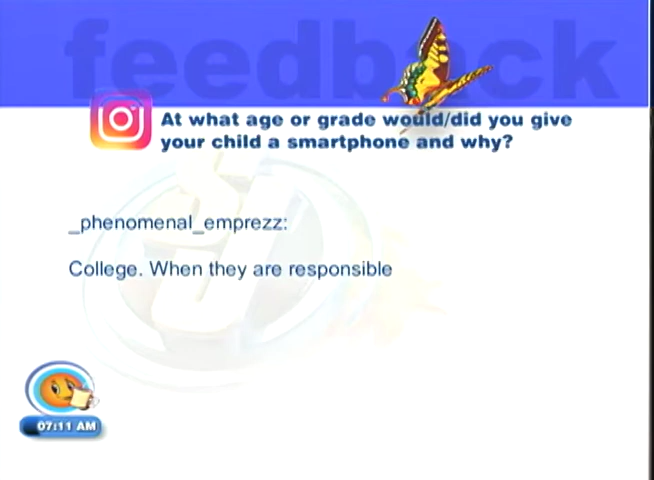 feedback
At what age or grade would/did you give
your child a smartphone and why?
_phenomenal_emprezz:
College. When they are responsible
07:11 AM